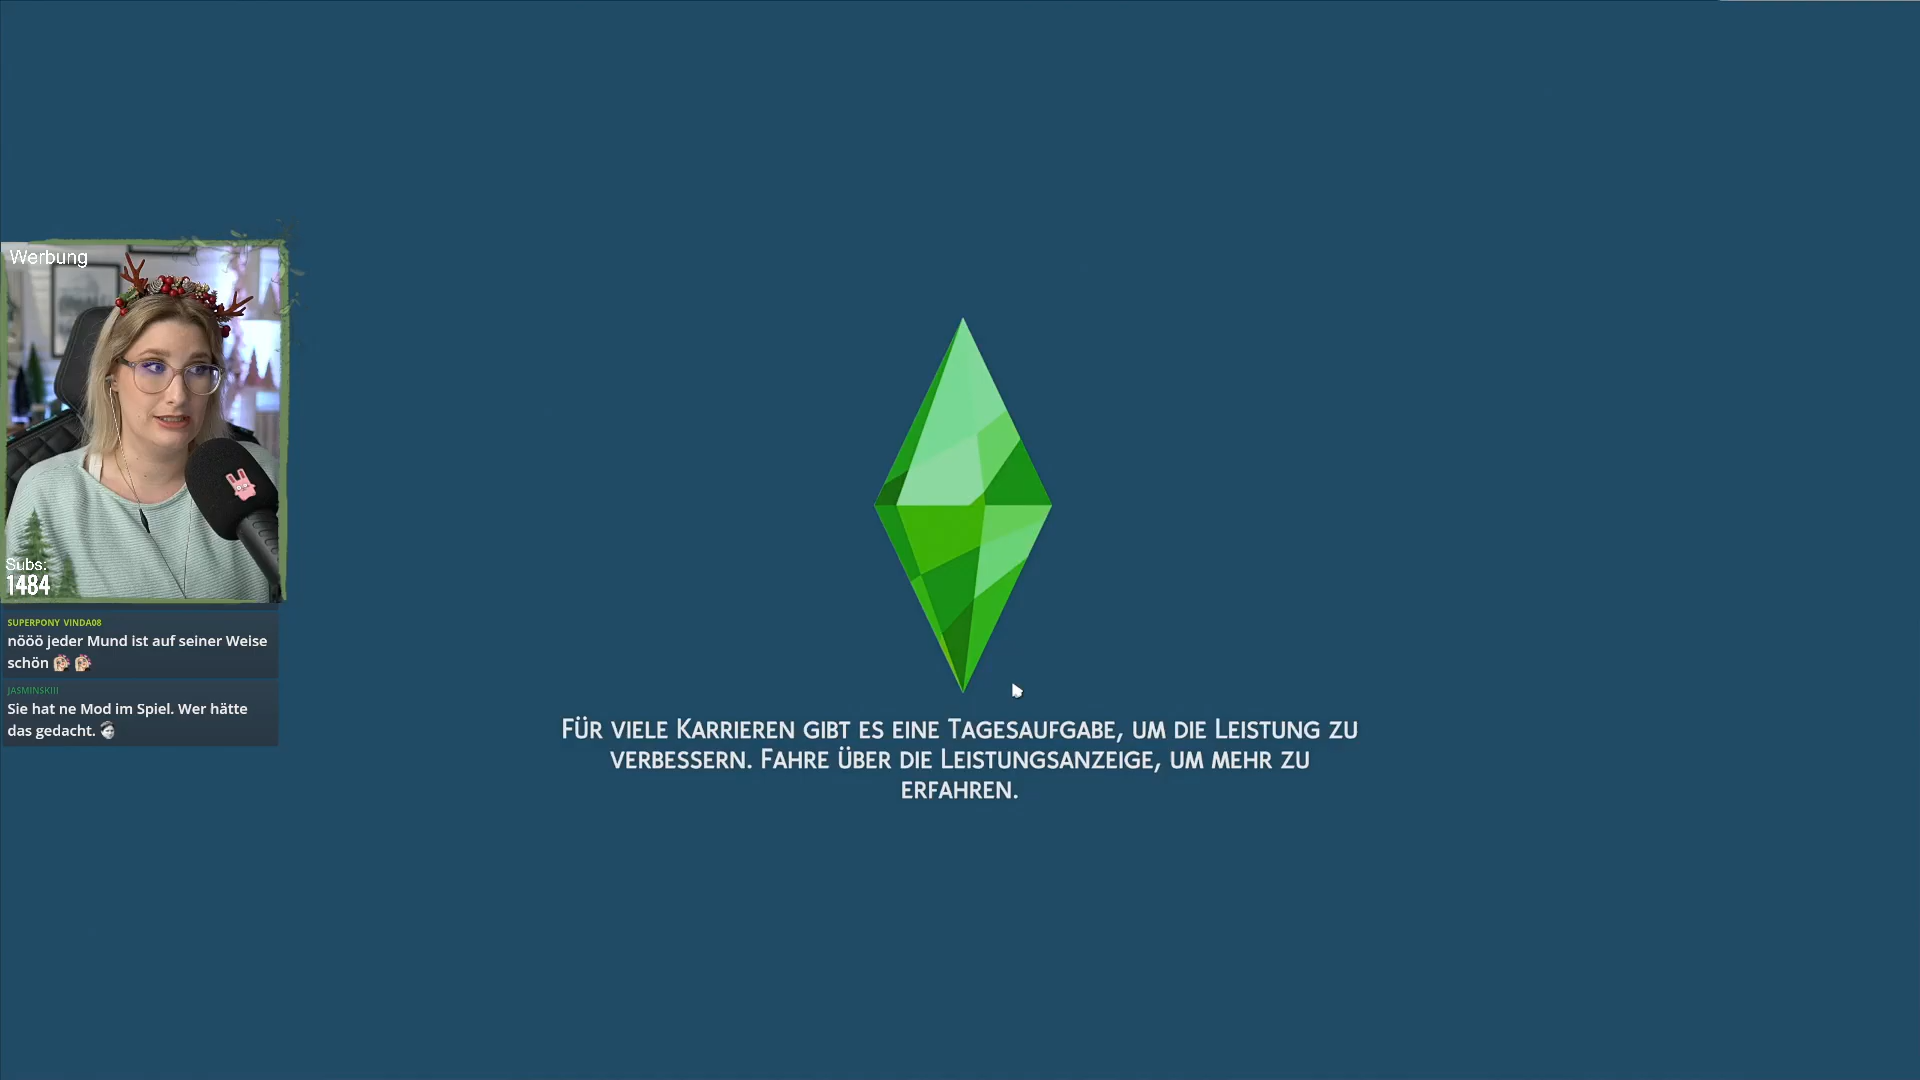 Werbung
Subs:
1484
SUPERPONY VINDA08
nööö jeder Mund ist auf seiner Weise
schön
JASMINSKIII
Sie hat ne Mod im Spiel. Wer hätte
das gedacht.
FÜR VIELE KARRIEREN GIBT ES EINE TAGESAUFGABE, UM DIE LEISTUNG ZU
VERBESSERN. FAHRE ÜBER DIE LEISTUNGSANZEIGE, UM MEHR ZU
ERFAHREN.